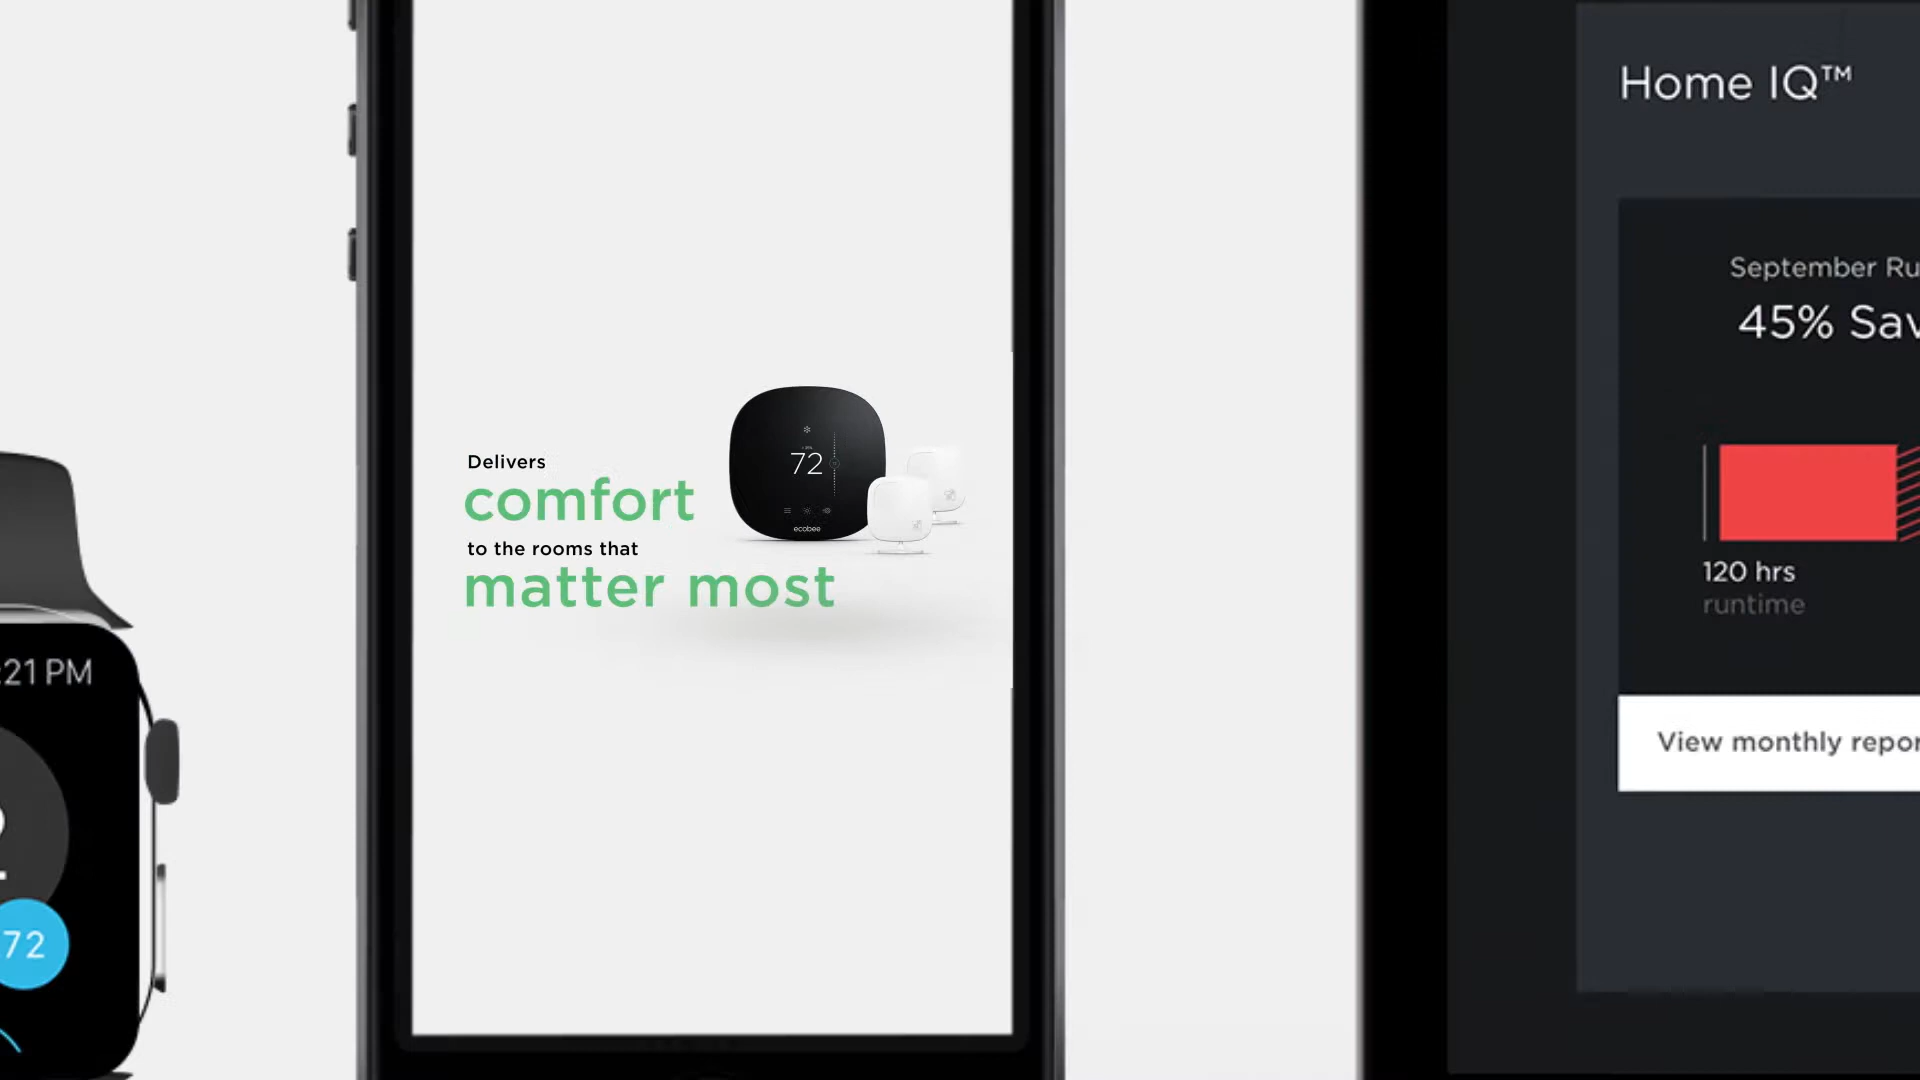 Home IQ™
September Ru
45% Sav
120 hrs
runtime
View monthly repor
Delivers
comfort
to the rooms that
matter most
72
ecobee
:21 PM
72